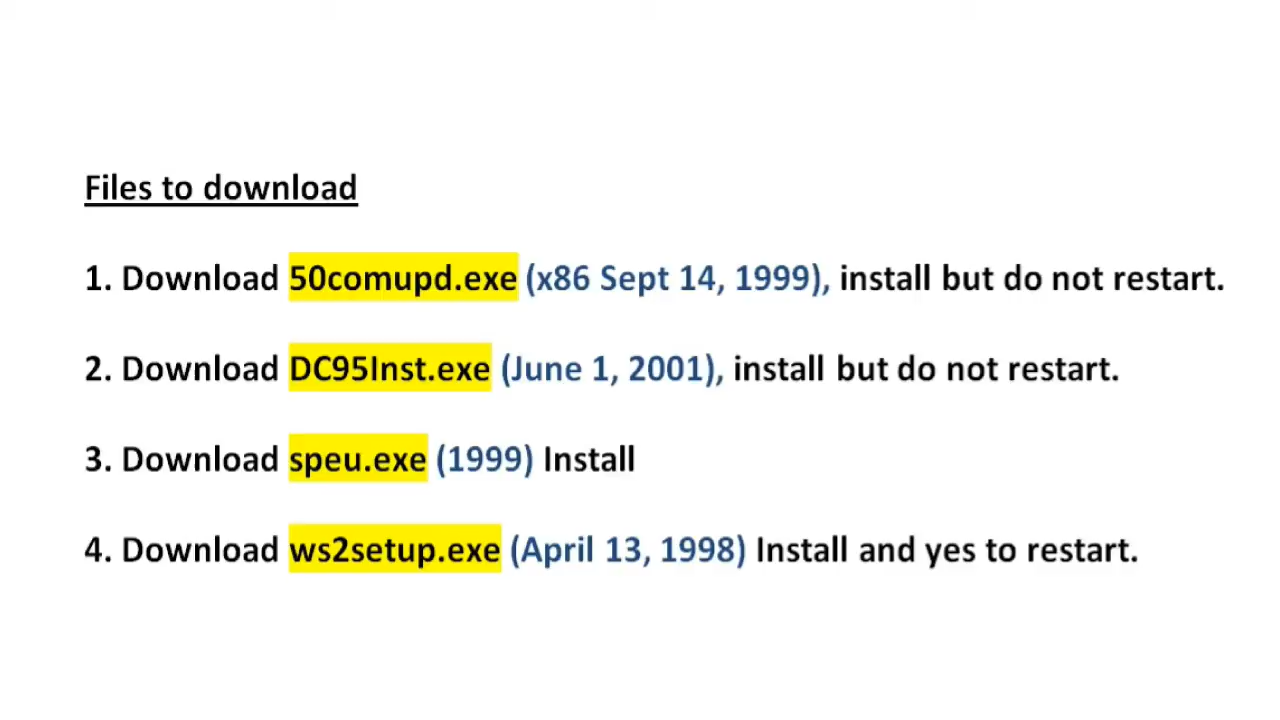 Files to download
1. Download 50comupd.exe (x86 Sept 14, 1999), install but do not restart.
2. Download DC95Inst.exe (June 1, 2001), install but do not restart.
3. Download speu.exe (1999) Install
4. Download ws2setup.exe (April 13, 1998) Install and yes to restart.